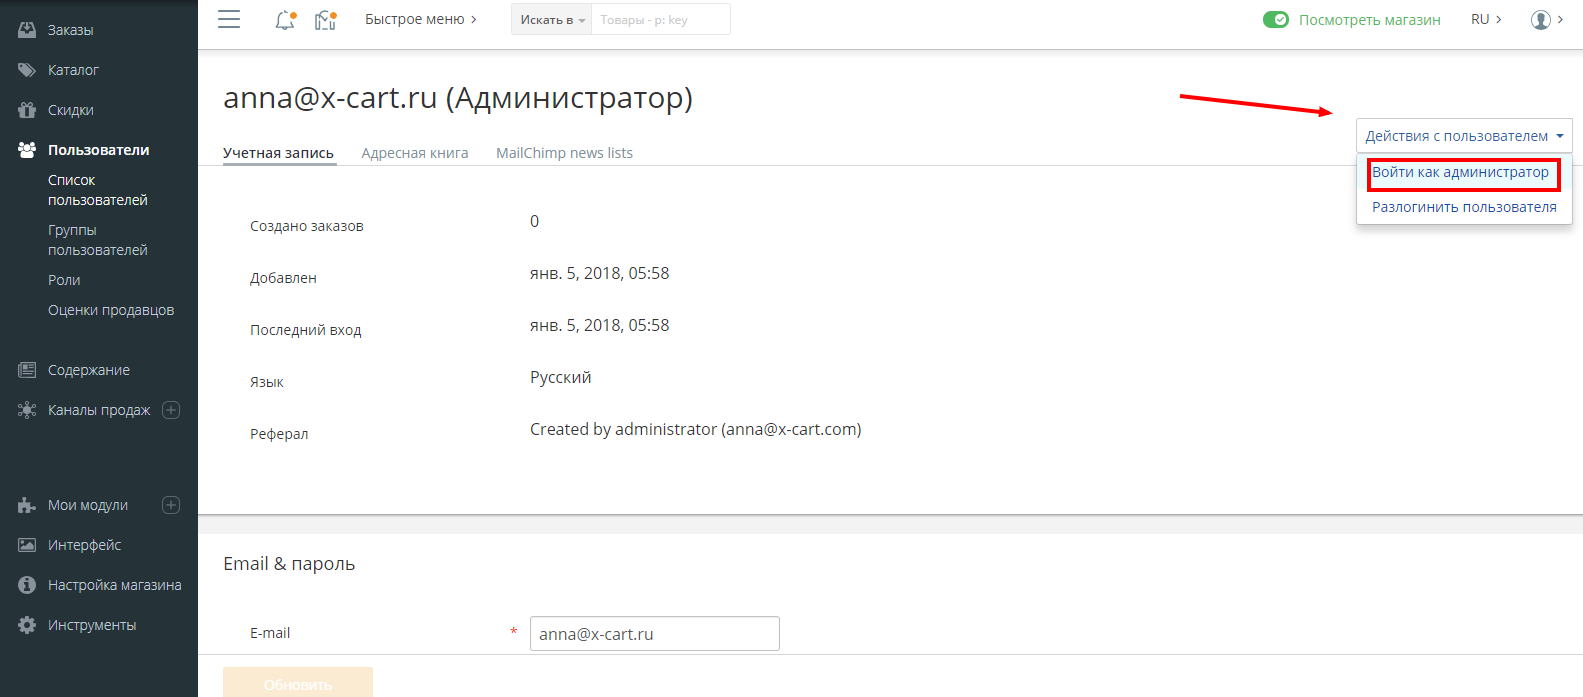 Заказы
Каталог
Скидки
Пользователи
Список
пользователей
Группы
пользователей
Роли
Оценки продавцов
Содержание
Каналы продаж
Мои модули
Интерфейс
Настройка магазина
Инструменты
Быстрое меню
Искать в
Товары - p: key
Посмотреть магазин
RU
anna@x-cart.ru (Администратор)
Действия с пользователем
Войти как администратор
Разлогинить пользователя
Учетная запись
Адресная книга
MailChimp news lists
Создано заказов
0
Добавлен
янв. 5, 2018, 05:58
Последний вход
янв. 5, 2018, 05:58
Язык
Русский
Реферал
Created by administrator (anna@x-cart.com)
Email & пароль
E-mail
*
anna@x-cart.ru
Обновить